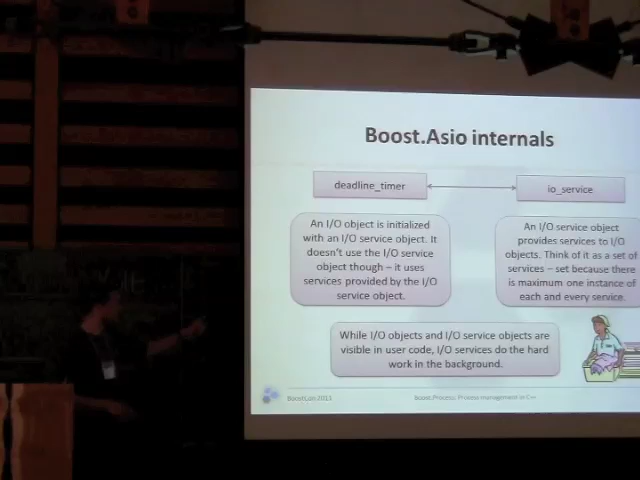 Boost.Asio internals
deadline_timer
io_service
An I/O object is initialized
with an I/O service object. It
doesn't use the I/O service
object though – it uses
services provided by the I/O
service object.
An I/O service object
provides services to I/O
objects. Think of it as a set of
services – set because there
is maximum one instance of
each and every service.
While I/O objects and I/O service objects are
visible in user code, I/O services do the hard
work in the background.
Boost.Process: Process management in C++